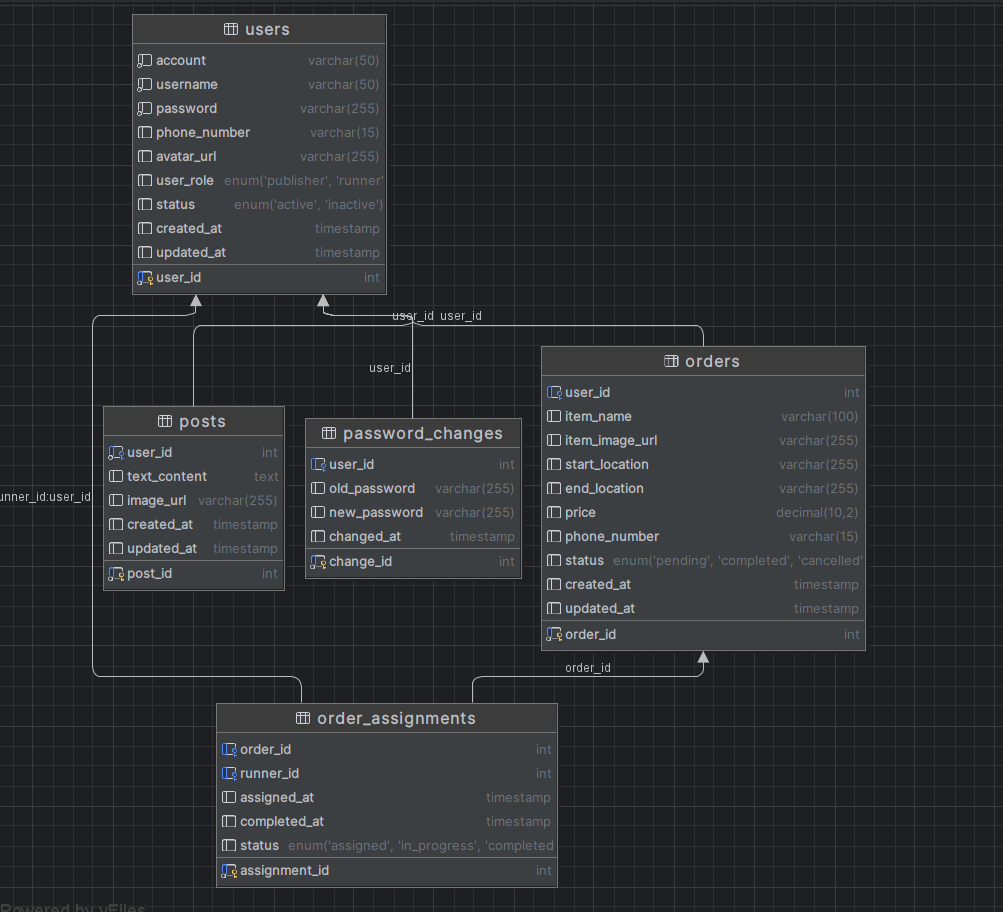 users
account varchar(50)
username varchar(50)
password varchar(255)
phone_number varchar(15)
avatar_url varchar(255)
user_role enum('publisher', 'runner'
status enum('active', 'inactive')
created_at timestamp
updated_at timestamp
user_id int
user_id user_id
user_id
orders
user_id int
item_name varchar(100)
item_image_url varchar(255)
start_location varchar(255)
end_location varchar(255)
price decimal(10,2)
phone_number varchar(15)
status enum('pending', 'completed', 'cancelled'
created_at timestamp
updated_at timestamp
order_id int
posts
user_id int
text_content text
image_url varchar(255)
created_at timestamp
updated_at timestamp
post_id int
password_changes
user_id int
old_password varchar(255)
new_password varchar(255)
changed_at timestamp
change_id int
unner_id:user_id
order_id
order_assignments
order_id int
runner_id int
assigned_at timestamp
completed_at timestamp
status enum('assigned', 'in_progress', 'completed
assignment_id int
Powered by yFiles